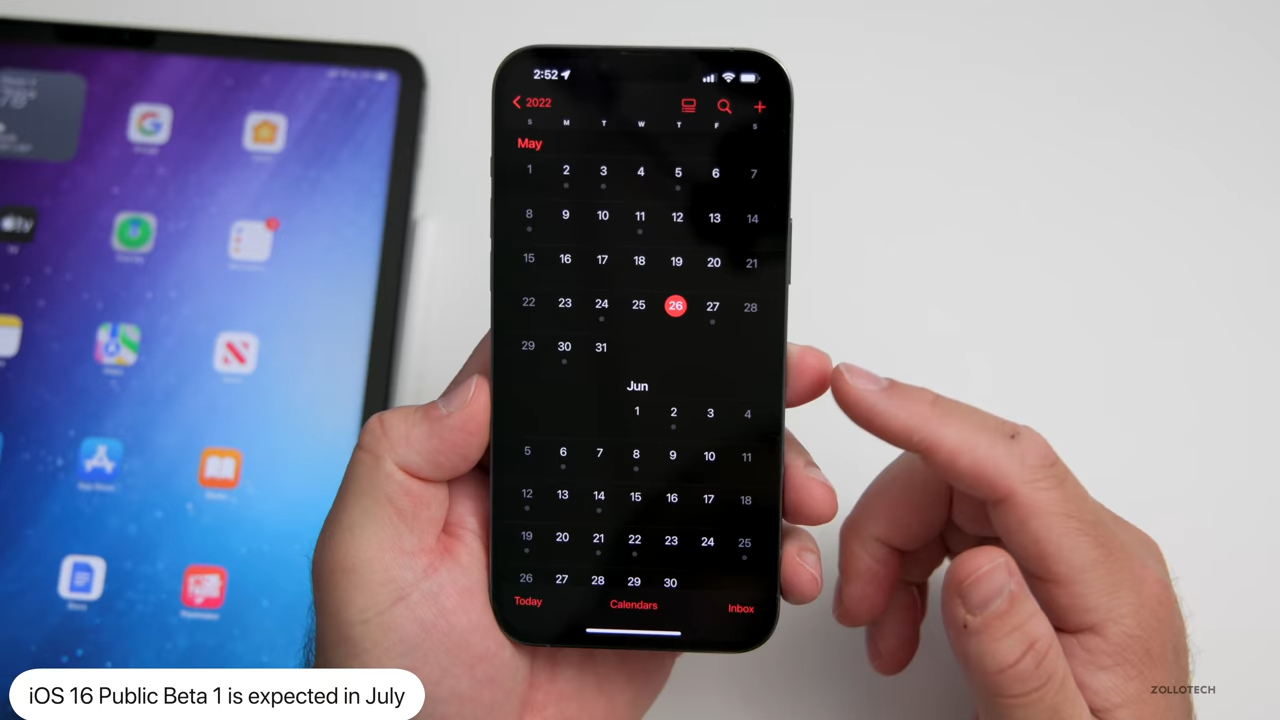 2:52
2022
S M T W T F S
May
1 2 3 4 5 6 7
8 9 10 11 12 13 14
15 16 17 18 19 20 21
22 23 24 25 26 27 28
29 30 31
Jun
1 2 3 4
5 6 7 8 9 10 11
12 13 14 15 16 17 18
19 20 21 22 23 24 25
26 27 28 29 30
Today Calendars Inbox
tv
App Store
iOS 16 Public Beta 1 is expected in July
ZOLLOTECH